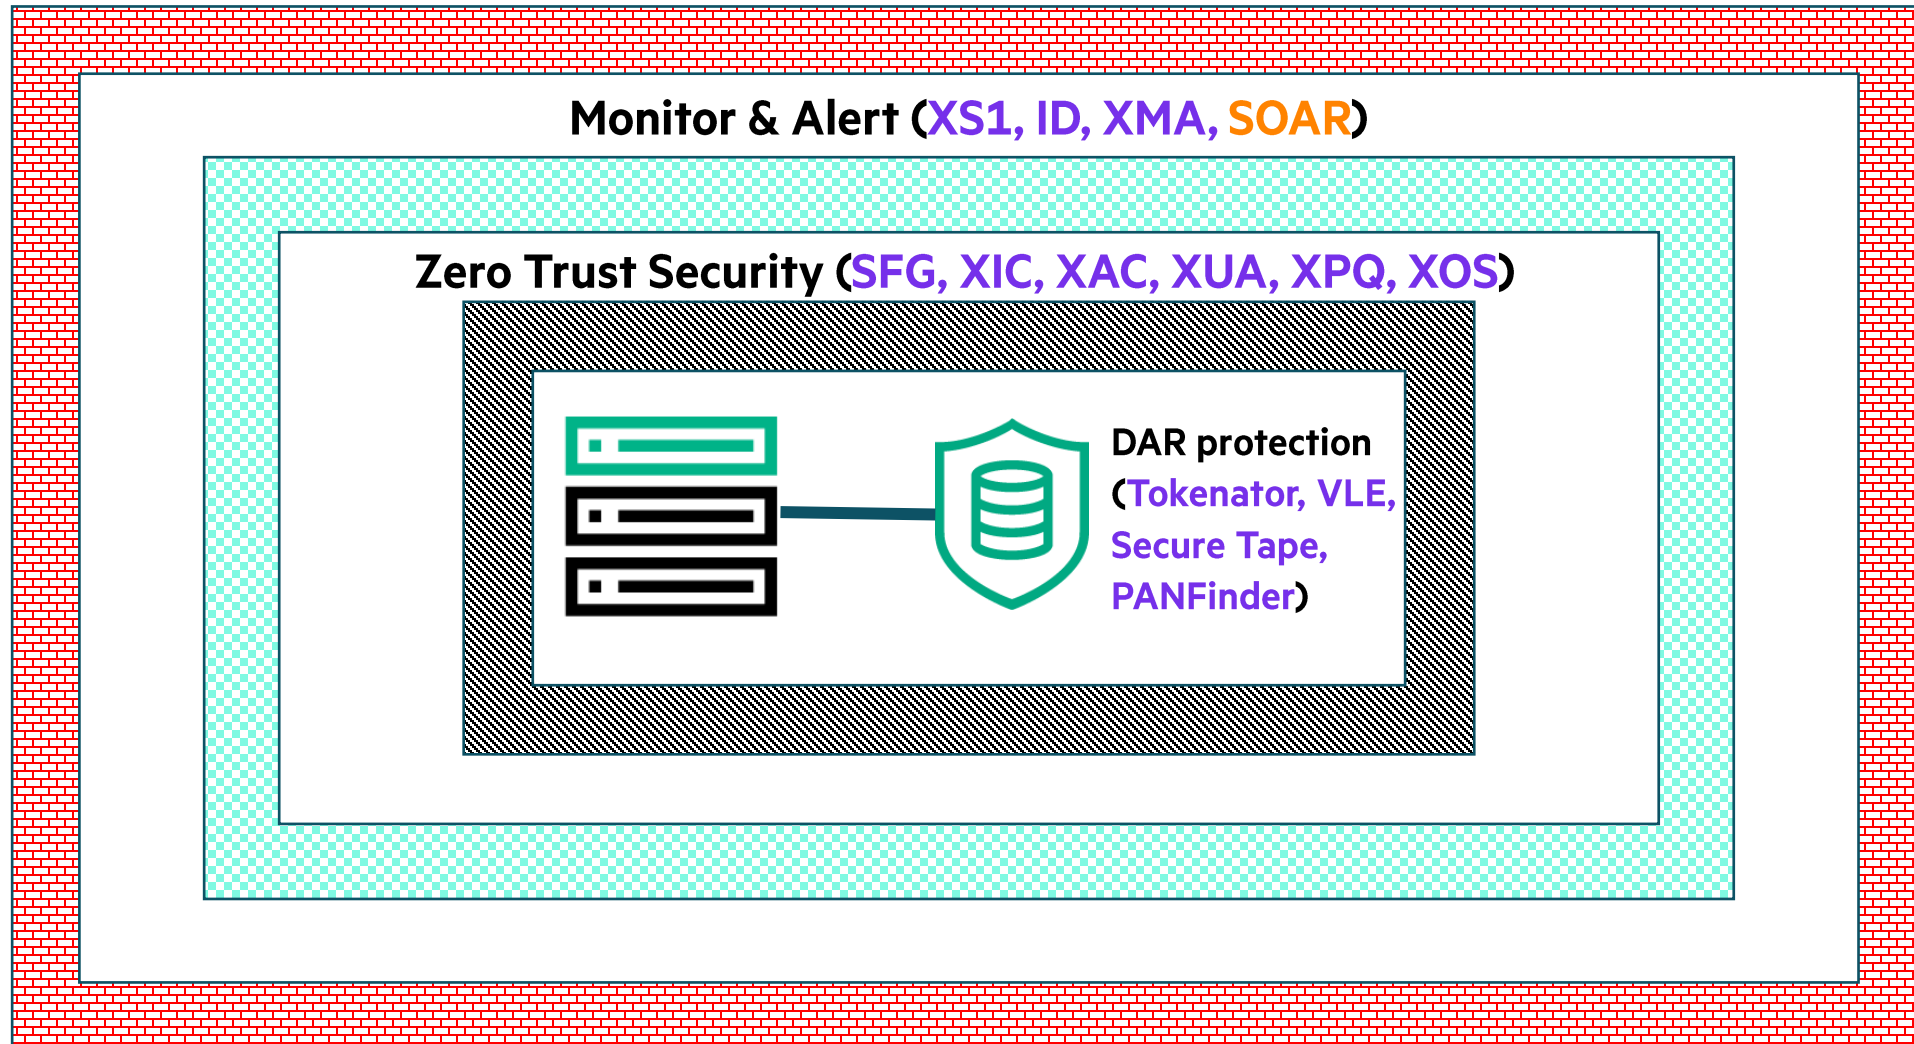 Monitor & Alert (XS1, ID, XMA, SOAR)
Zero Trust Security (SFG, XIC, XAC, XUA, XPQ, XOS)
DAR protection
(Tokenator, VLE,
Secure Tape,
PANFinder)